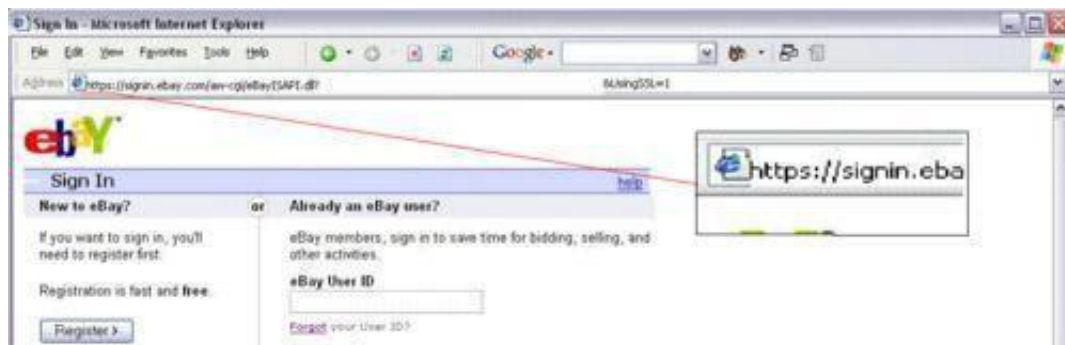 Sign In - Microsoft Internet Explorer
File Edit View Favorites Tools Help
Google
Address https://signin.ebay.com/aw-cgi/eBayISAPI.dll? &UsingSSL=1
ebaY
https://signin.eba
Sign In help
New to eBay? or Already an eBay user?
If you want to sign in, you'll
need to register first.
Registration is fast and free.
Register >
eBay members, sign in to save time for bidding, selling, and
other activities.
eBay User ID
Forgot your User ID?